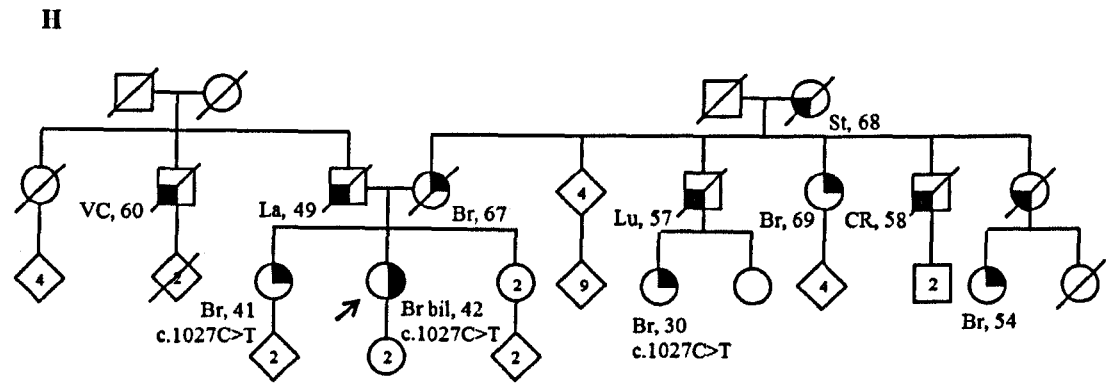 H
St, 68
VC, 60
La, 49
Br, 67
4
Lu, 57
Br, 69
CR, 58
4
2
Br, 41
c.1027C>T
Br bil, 42
c.1027C>T
2
9
Br, 30
c.1027C>T
4
2
Br, 54
2
2
2